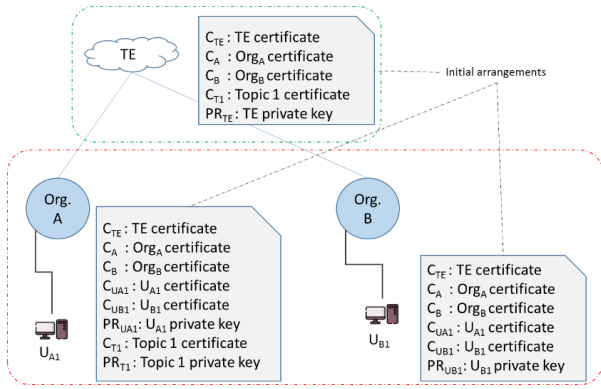 TE
C_TE : TE certificate
C_A : Org_A certificate
C_B : Org_B certificate
C_T1 : Topic 1 certificate
PR_TE : TE private key
Initial arrangements
Org.
A
C_TE : TE certificate
C_A : Org_A certificate
C_B : Org_B certificate
C_UA1 : U_A1 certificate
C_UB1 : U_B1 certificate
PR_UA1 : U_A1 private key
C_T1 : Topic 1 certificate
PR_T1 : Topic 1 private key
U_A1
Org.
B
C_TE : TE certificate
C_A : Org_A certificate
C_B : Org_B certificate
C_UA1 : U_A1 certificate
C_UB1 : U_B1 certificate
PR_UB1 : U_B1 private key
U_B1